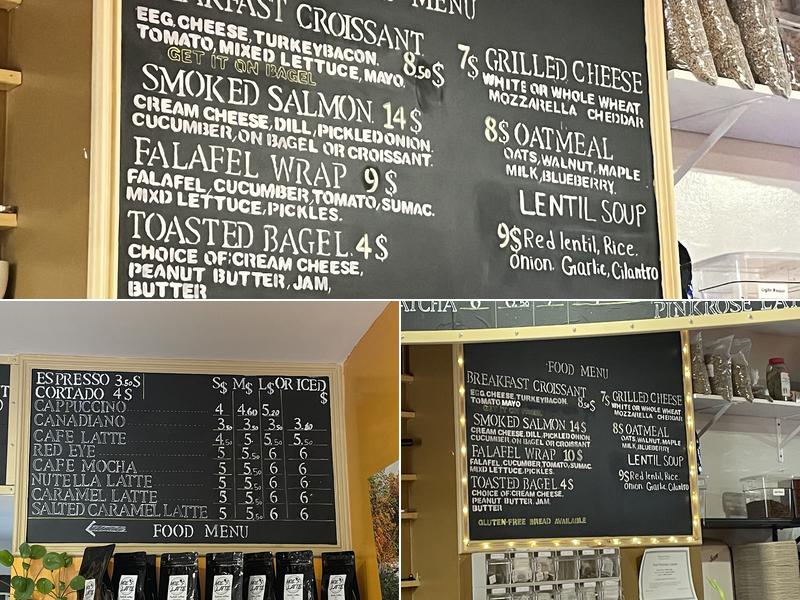 MENU
BREAKFAST CROISSANT
EEG, CHEESE, TURKEYBACON. 8.50$
TOMATO, MIXED LETTUCE, MAYO.
GET IT ON BAGEL
SMOKED SALMON 14$
CREAM CHEESE, DILL, PICKLED ONION.
CUCUMBER, ON BAGEL OR CROISSANT.
FALAFEL WRAP 9$
FALAFEL, CUCUMBER, TOMATO, SUMAC.
MIXD LETTUCE, PICKLES.
TOASTED BAGEL. 4$
CHOICE OF: CREAM CHEESE,
PEANUT BUTTER, JAM,
BUTTER
7$ GRILLED CHEESE
WHITE OR WHOLE WHEAT
MOZZARELLA CHEDDAR
8$ OATMEAL
OATS, WALNUT, MAPLE
MILK, BLUEBERRY.
LENTIL SOUP
9$ Red lentil, Rice.
Onion. Garlic, Cilantro
ESPRESSO 3.50$
CORTADO 4$
S$ M$ L$ OR ICED $
CAPPUCCINO 4 4.60 5.20
CANADIANO 3 3.50 3.50
CAFE LATTE 4.50 5 5.50 5.50
RED EYE 5 5.50 6 6
CAFE MOCHA 5 5.50 6 6
NUTELLA LATTE 5 5.50 6 6
CARAMEL LATTE 5 5.50 6 6
SALTED CARAMEL LATTE 5 5.50 6 6
FOOD MENU
PINKROSE
FOOD MENU
BREAKFAST CROISSANT
EEG, CHEESE, TURKEYBACON. 8.50$
TOMATO MAYO
GET IT ON BAGEL
SMOKED SALMON 14$
CREAM CHEESE, DILL, PICKLED ONION
CUCUMBER, ON BAGEL OR CROISSANT
FALAFEL WRAP 10$
FALAFEL, CUCUMBER, TOMATO, SUMAC.
MIXD LETTUCE, PICKLES.
TOASTED BAGEL 4$
CHOICE OF: CREAM CHEESE,
PEANUT BUTTER, JAM,
BUTTER
GLUTEN-FREE BREAD AVAILABLE
7$ GRILLED CHEESE
WHITE OR WHOLE WHEAT
MOZZARELLA CHEDDAR
8$ OATMEAL
OATS, WALNUT, MAPLE
MILK, BLUEBERRY.
LENTIL SOUP
9$ Red lentil, Rice.
Onion. Garlic, Cilantro